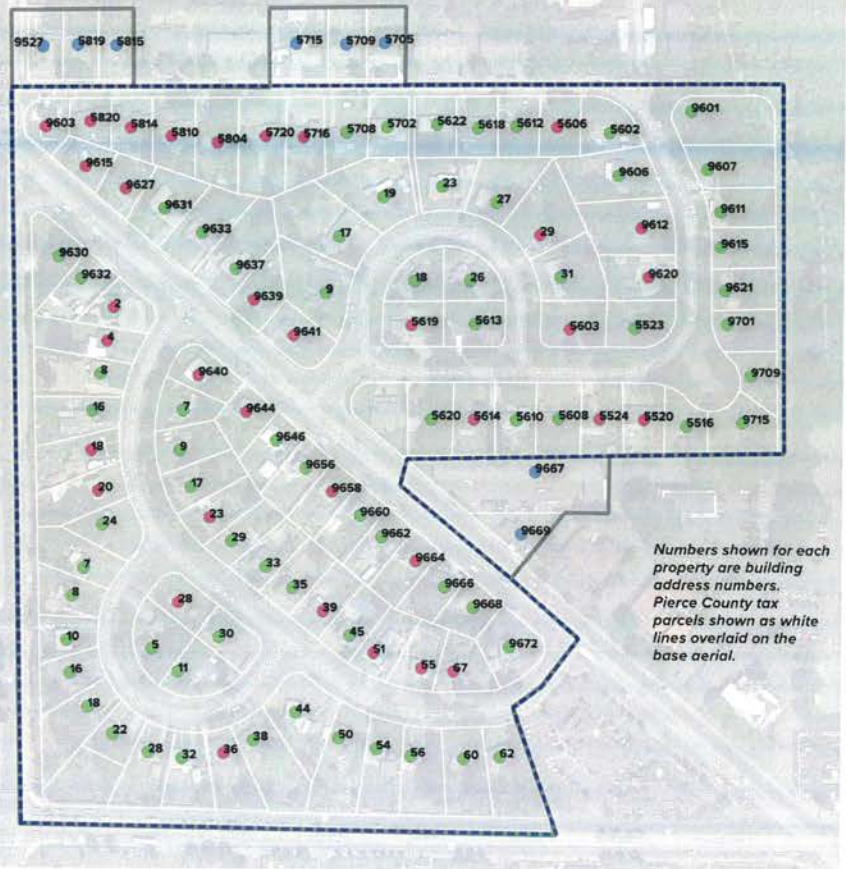 9527 5819 5815 5715 5709 5705
9603 5820 5814 5810 5804 5720 5716 5708 5702 5622 5618 5612 5606 5602 9601
9615 9627 9631 9633 9637 9639 9641
19 23 27 17 9 29 31
9606 9612 9620
9607 9611 9615 9621 9701 9709 9715
18 26 5619 5613 5603 5523
5620 5614 5610 5608 5524 5520 5516
9667
9669
9630 9632 2 4 8 16 18 20 24
9640 9644 9646 9656 9658 9660 9662 9664 9666 9668 9672
7 9 17 23 29 33 35 39 45 51 55 67
7 8 10 16 18 22 28 32 36 38 44 50 54 56 60 62
28 30 5 11
Numbers shown for each
property are building
address numbers.
Pierce County tax
parcels shown as white
lines overlaid on the
base aerial.